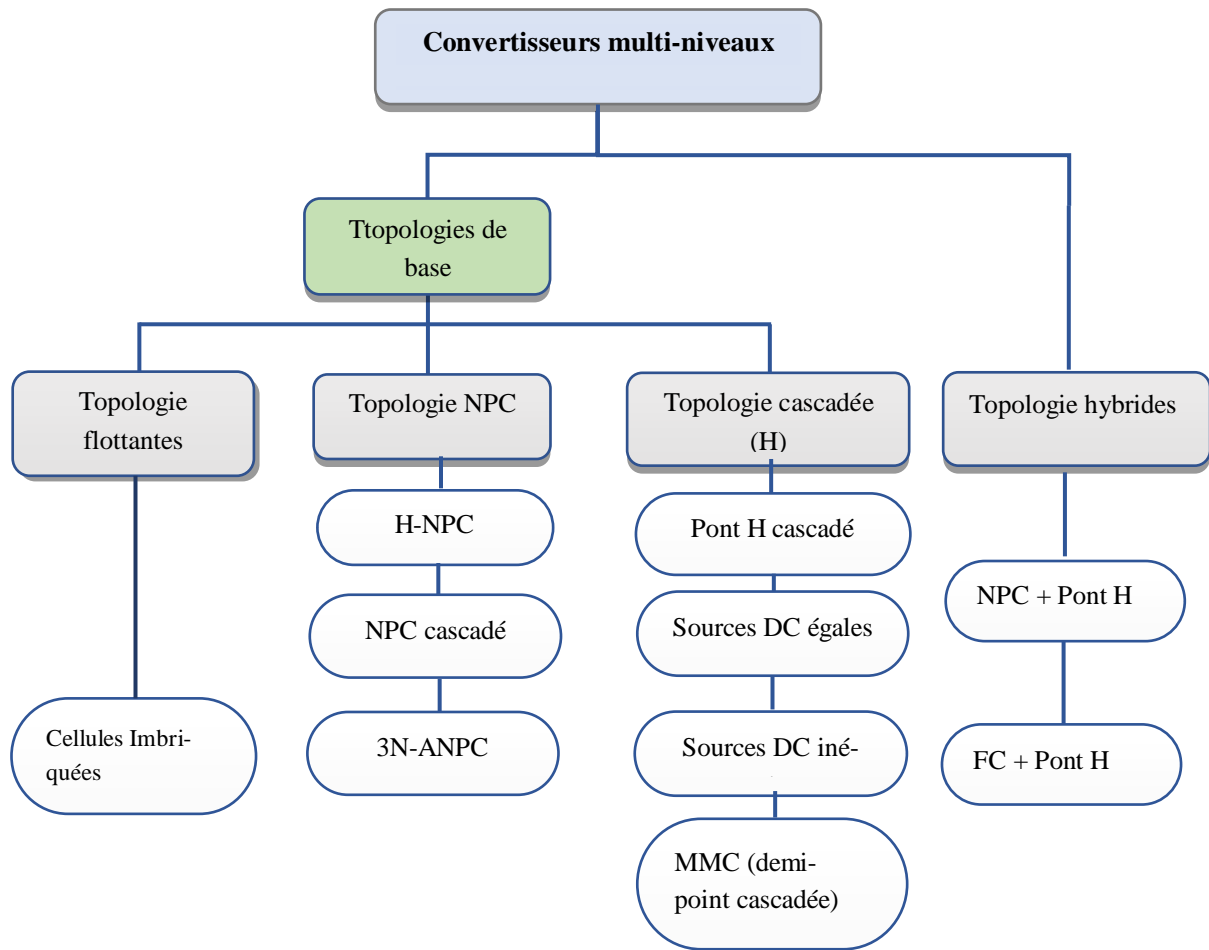 Convertisseurs multi-niveaux
Ttopologies de
base
Topologie
flottantes
Topologie NPC
Topologie cascadée
(H)
Topologie hybrides
H-NPC
Pont H cascadé
NPC + Pont H
NPC cascadé
Sources DC égales
Cellules Imbri-
quées
3N-ANPC
Sources DC iné-
FC + Pont H
MMC (demi-
point cascadée)